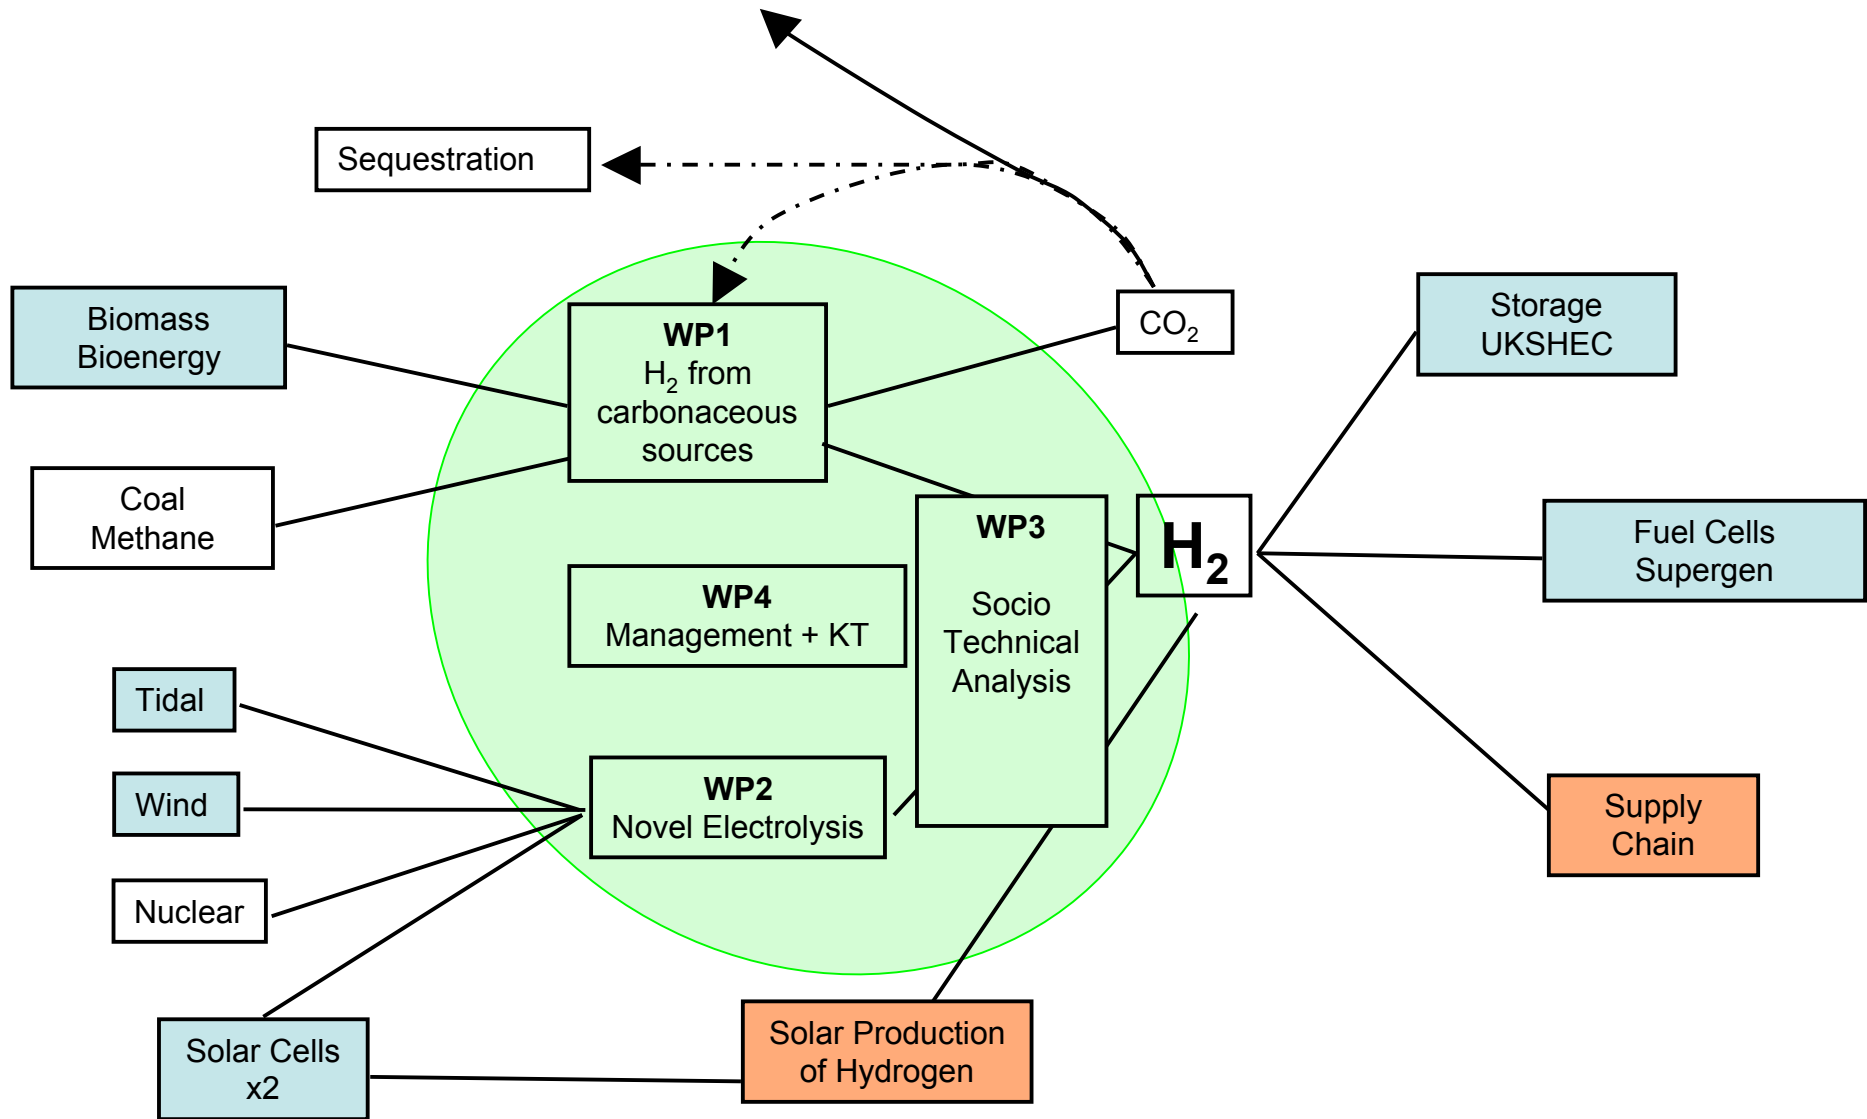 Sequestration
Biomass
Bioenergy
WP1
H₂ from
carbonaceous
sources
CO₂
Storage
UKSHEC
Coal
Methane
WP3
Socio
Technical
Analysis
H₂
Fuel Cells
Supergen
WP4
Management + KT
Tidal
Wind
WP2
Novel Electrolysis
Supply
Chain
Nuclear
Solar Cells
x2
Solar Production
of Hydrogen